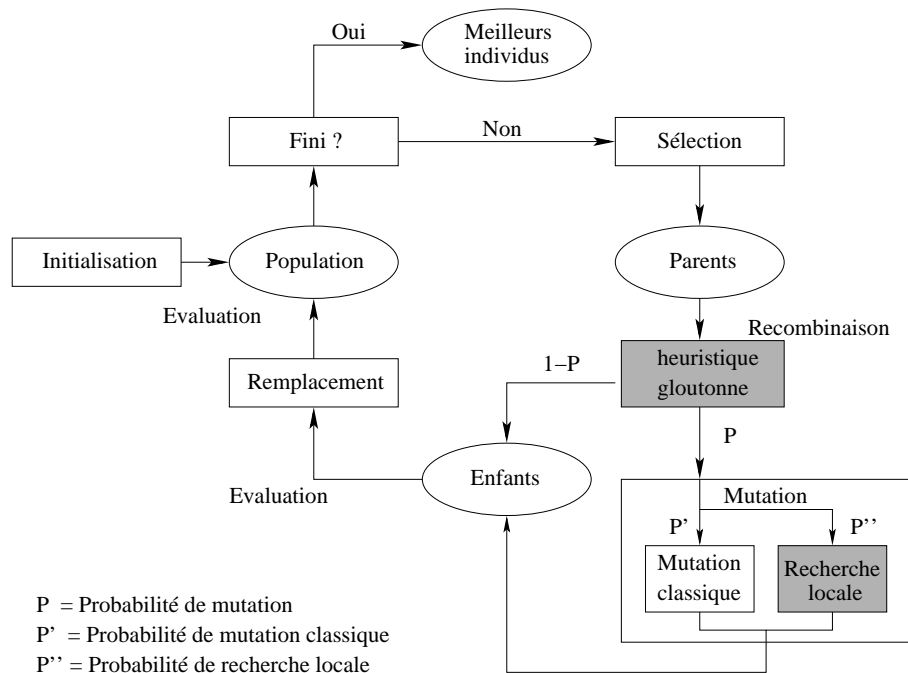 Oui
Meilleurs
individus
Fini ?
Non
Sélection
Initialisation
Population
Parents
Evaluation
Recombinaison
Remplacement
1–P
heuristique
gloutonne
P
Enfants
Evaluation
Mutation
P'
P''
Mutation
classique
Recherche
locale
P = Probabilité de mutation
P' = Probabilité de mutation classique
P'' = Probabilité de recherche locale